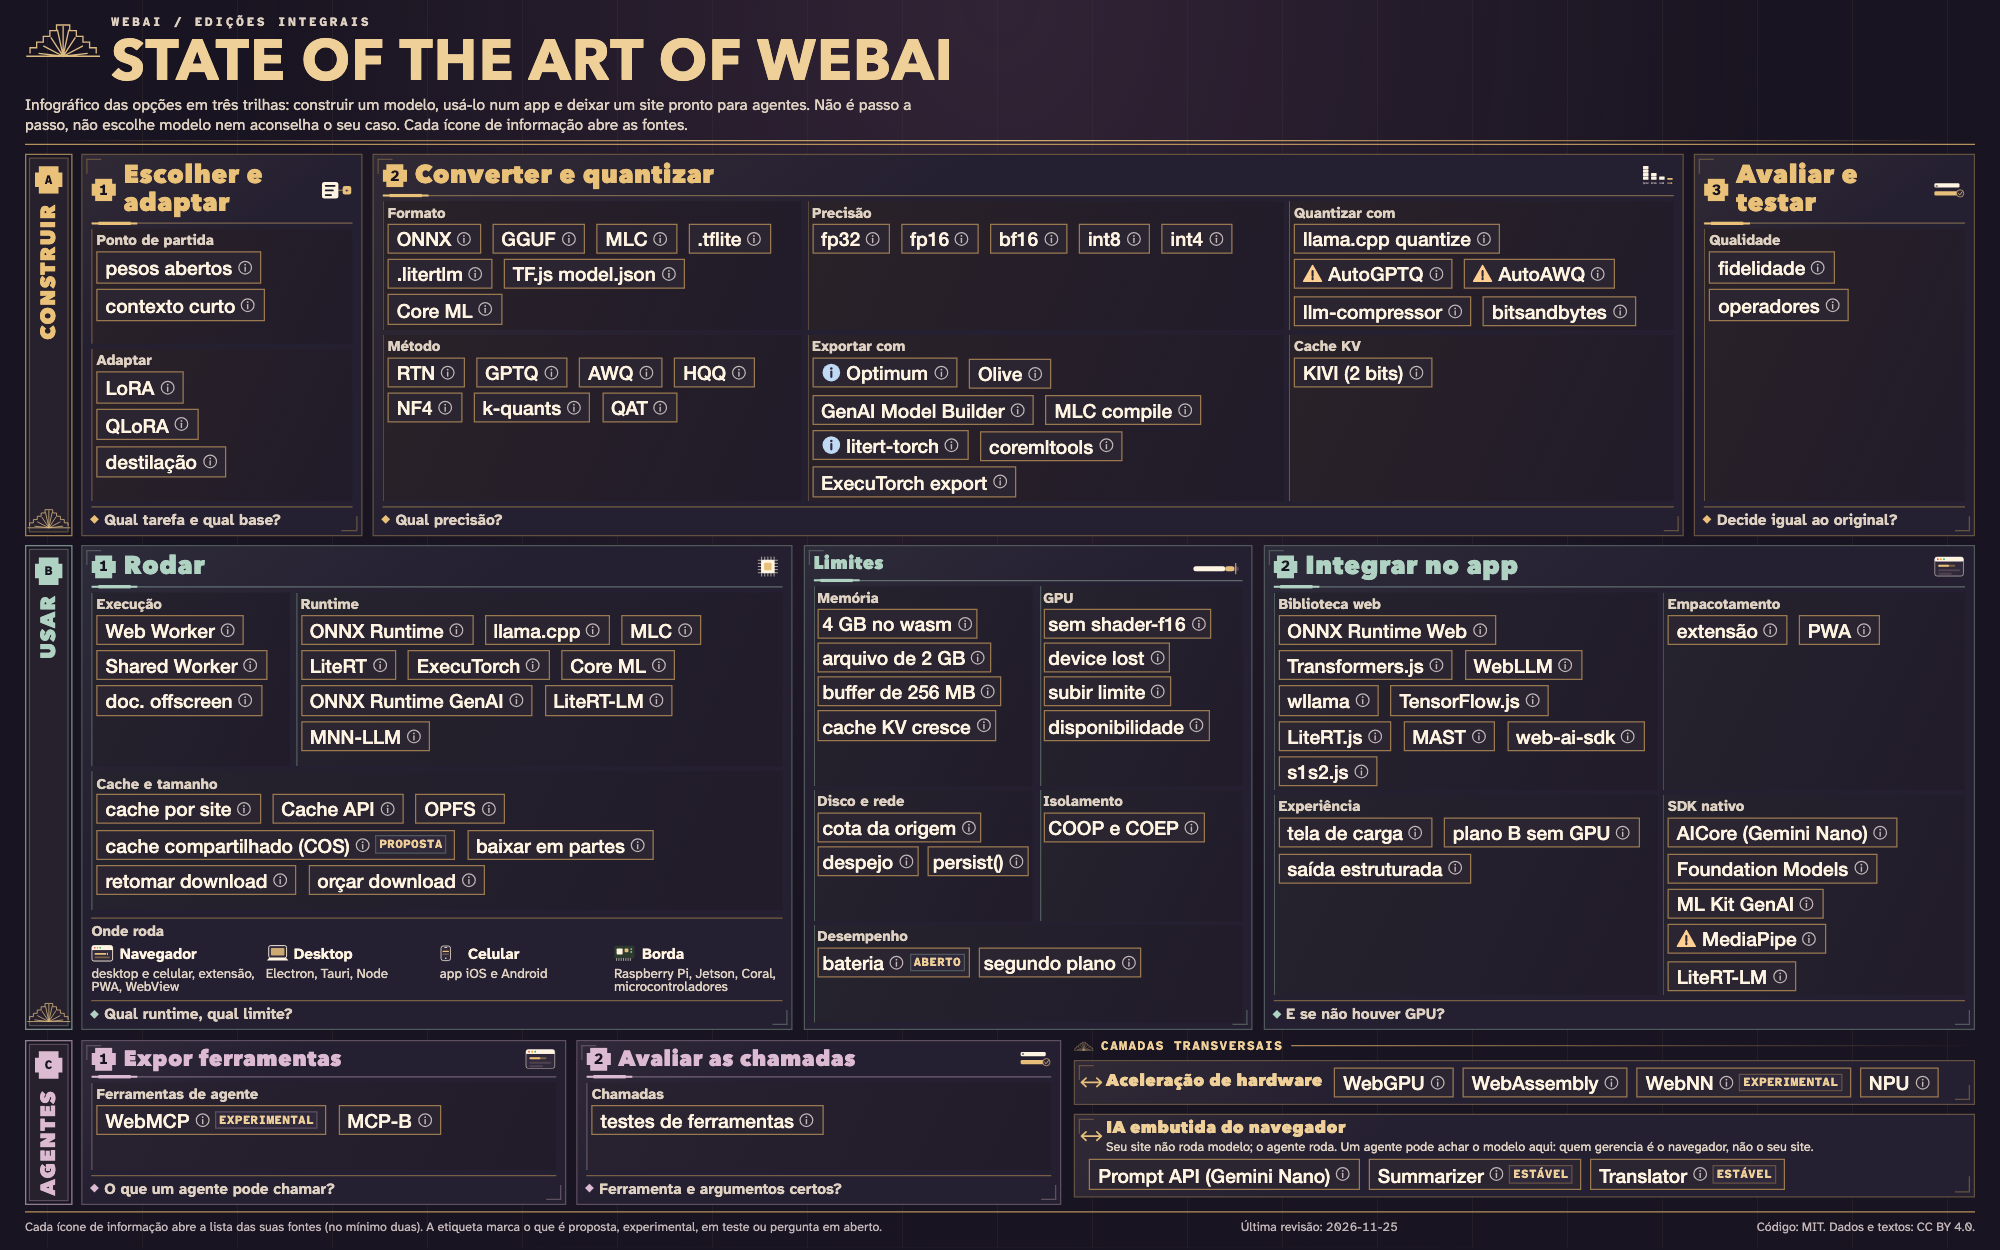 WEBAI / EDIÇÕES INTEGRAIS
STATE OF THE ART OF WEBAI
Infográfico das opções em três trilhas: construir um modelo, usá-lo num app e deixar um site pronto para agentes. Não é passo a
passo, não escolhe modelo nem aconselha o seu caso. Cada ícone de informação abre as fontes.
A
CONSTRUIR
1 Escolher e
adaptar
Ponto de partida
pesos abertos
contexto curto
Adaptar
LoRA
QLoRA
destilação
Qual tarefa e qual base?
2 Converter e quantizar
Formato
ONNX GGUF MLC .tflite
.litertlm TF.js model.json
Core ML
Precisão
fp32 fp16 bf16 int8 int4
Quantizar com
llama.cpp quantize
AutoGPTQ AutoAWQ
llm-compressor bitsandbytes
Método
RTN GPTQ AWQ HQQ
NF4 k-quants QAT
Exportar com
Optimum Olive
GenAI Model Builder MLC compile
litert-torch coremltools
ExecuTorch export
Cache KV
KIVI (2 bits)
Qual precisão?
3 Avaliar e
testar
Qualidade
fidelidade
operadores
Decide igual ao original?
B
USAR
1 Rodar
Execução
Web Worker
Shared Worker
doc. offscreen
Runtime
ONNX Runtime llama.cpp MLC
LiteRT ExecuTorch Core ML
ONNX Runtime GenAI LiteRT-LM
MNN-LLM
Cache e tamanho
cache por site Cache API OPFS
cache compartilhado (COS) PROPOSTA baixar em partes
retomar download orçar download
Onde roda
Navegador
desktop e celular, extensão,
PWA, WebView
Desktop
Electron, Tauri, Node
Celular
app iOS e Android
Borda
Raspberry Pi, Jetson, Coral,
microcontroladores
Qual runtime, qual limite?
Limites
Memória
4 GB no wasm
arquivo de 2 GB
buffer de 256 MB
cache KV cresce
GPU
sem shader-f16
device lost
subir limite
disponibilidade
Disco e rede
cota da origem
despejo persist()
Isolamento
COOP e COEP
Desempenho
bateria ABERTO segundo plano
2 Integrar no app
Biblioteca web
ONNX Runtime Web
Transformers.js WebLLM
wllama TensorFlow.js
LiteRT.js MAST web-ai-sdk
s1s2.js
Empacotamento
extensão PWA
Experiência
tela de carga plano B sem GPU
saída estruturada
SDK nativo
AICore (Gemini Nano)
Foundation Models
ML Kit GenAI
MediaPipe
LiteRT-LM
E se não houver GPU?
C
AGENTES
1 Expor ferramentas
Ferramentas de agente
WebMCP EXPERIMENTAL MCP-B
O que um agente pode chamar?
2 Avaliar as chamadas
Chamadas
testes de ferramentas
Ferramenta e argumentos certos?
CAMADAS TRANSVERSAIS
Aceleração de hardware WebGPU WebAssembly WebNN EXPERIMENTAL NPU
IA embutida do navegador
Seu site não roda modelo; o agente roda. Um agente pode achar o modelo aqui: quem gerencia é o navegador, não o seu site.
Prompt API (Gemini Nano) Summarizer ESTÁVEL Translator ESTÁVEL
Cada ícone de informação abre a lista das suas fontes (no mínimo duas). A etiqueta marca o que é proposta, experimental, em teste ou pergunta em aberto.
Última revisão: 2026-11-25
Código: MIT. Dados e textos: CC BY 4.0.